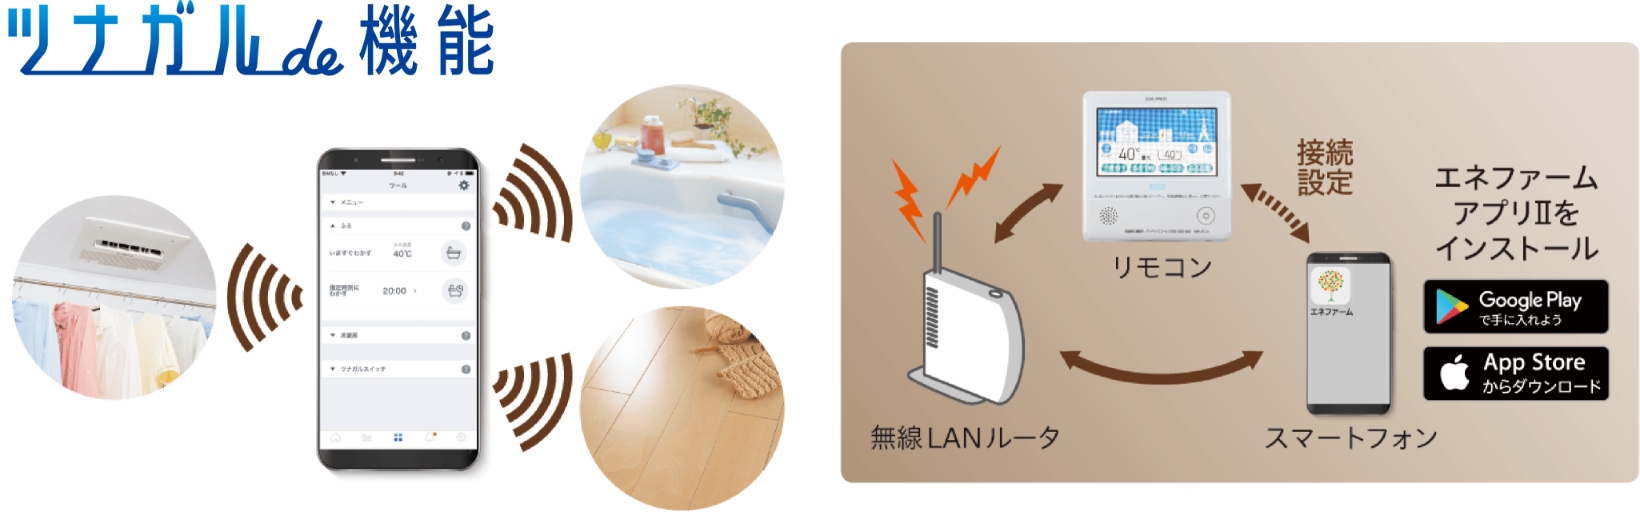 ツナガルde機能
9:42
ツール
▼ メニュー
▲ ふろ
いますぐわかす
40℃
指定時刻に
わかす
20:00
▼ 床暖房
▼ ツナガルスイッチ
40℃
40℃
リモコン
接続
設定
エネファーム
アプリⅡを
インストール
エネファーム
Google Play
で手に入れよう
App Store
からダウンロード
無線LANルータ
スマートフォン